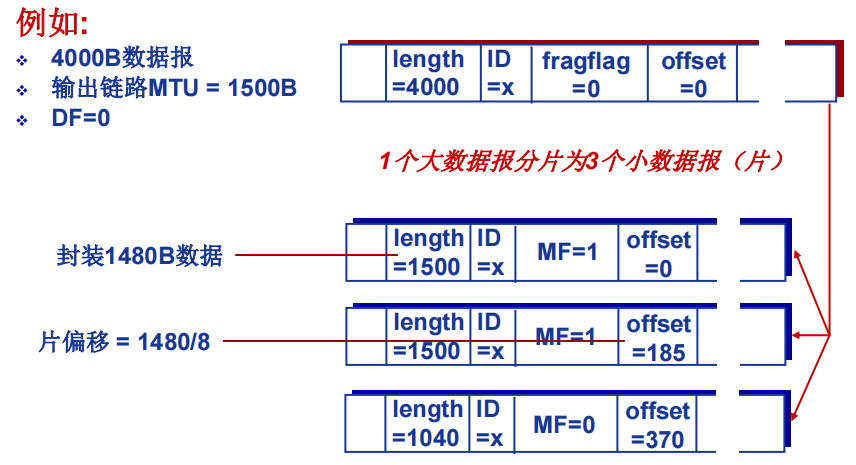 例如:
❖ 4000B数据报
❖ 输出链路MTU = 1500B
❖ DF=0
length ID fragflag offset
=4000 =x =0 =0
1个大数据报分片为3个小数据报（片）
封装1480B数据
length ID MF=1 offset
=1500 =x =0
片偏移 = 1480/8
length ID MF=1 offset
=1500 =x =185
length ID MF=0 offset
=1040 =x =370